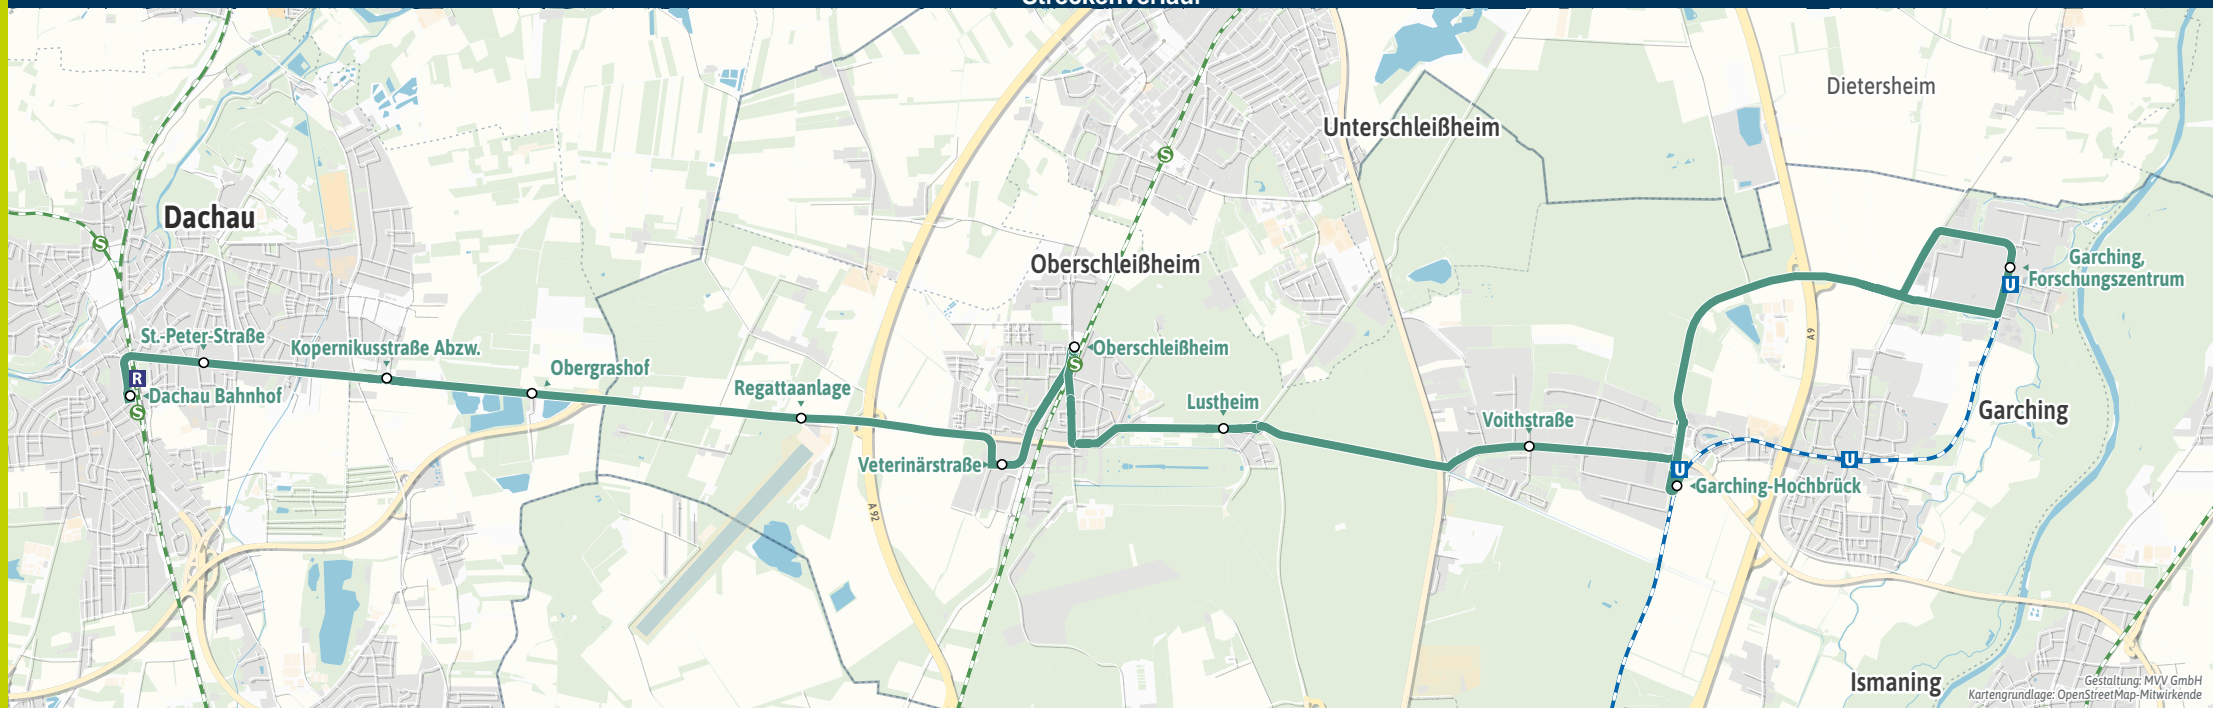 Streckenverlauf
Dietersheim
Unterschleißheim
Dachau
Oberschleißheim
Garching,
Forschungszentrum
St.-Peter-Straße
Kopernikusstraße Abzw.
Obergrashof
Regattaanlage
Oberschleißheim
Dachau Bahnhof
Lustheim
Voithstraße
Garching
Veterinärstraße
Garching-Hochbrück
A 9
A 92
S
S
S
S
R
U
U
U
Ismaning
Gestaltung: MVV GmbH
Kartengrundlage: OpenStreetMap-Mitwirkende